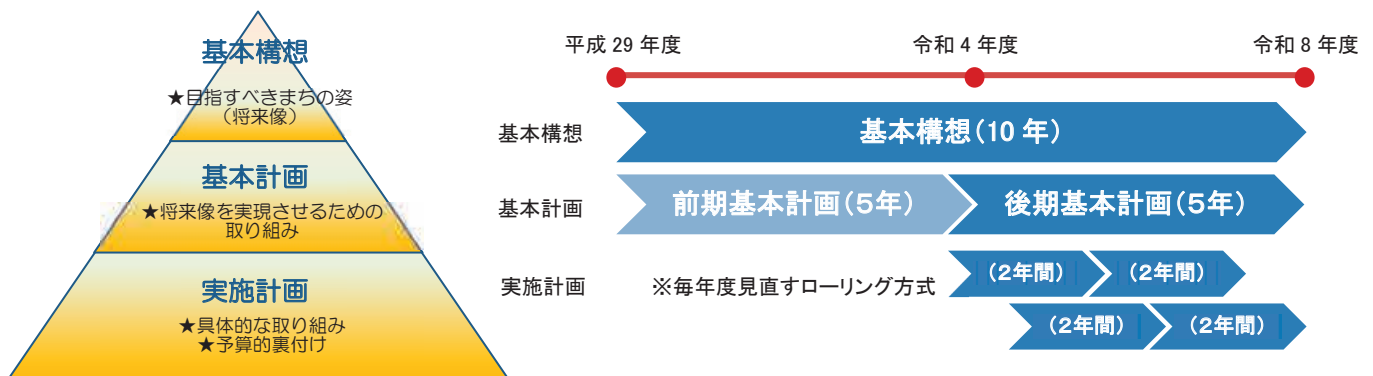 基本構想
★目指すべきまちの姿
（将来像）
基本計画
★将来像を実現させるための
取り組み
実施計画
★具体的な取り組み
★予算的裏付け
平成 29 年度
令和 4 年度
令和 8 年度
基本構想
基本構想（10 年）
基本計画
前期基本計画（5年）
後期基本計画（5年）
実施計画
※毎年度見直すローリング方式
（2年間）
（2年間）
（2年間）
（2年間）